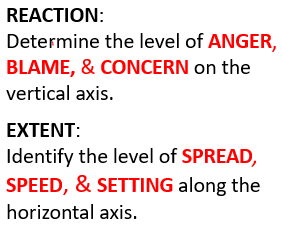 REACTION:
Determine the level of ANGER,
BLAME, & CONCERN on the
vertical axis.
EXTENT:
Identify the level of SPREAD,
SPEED, & SETTING along the
horizontal axis.